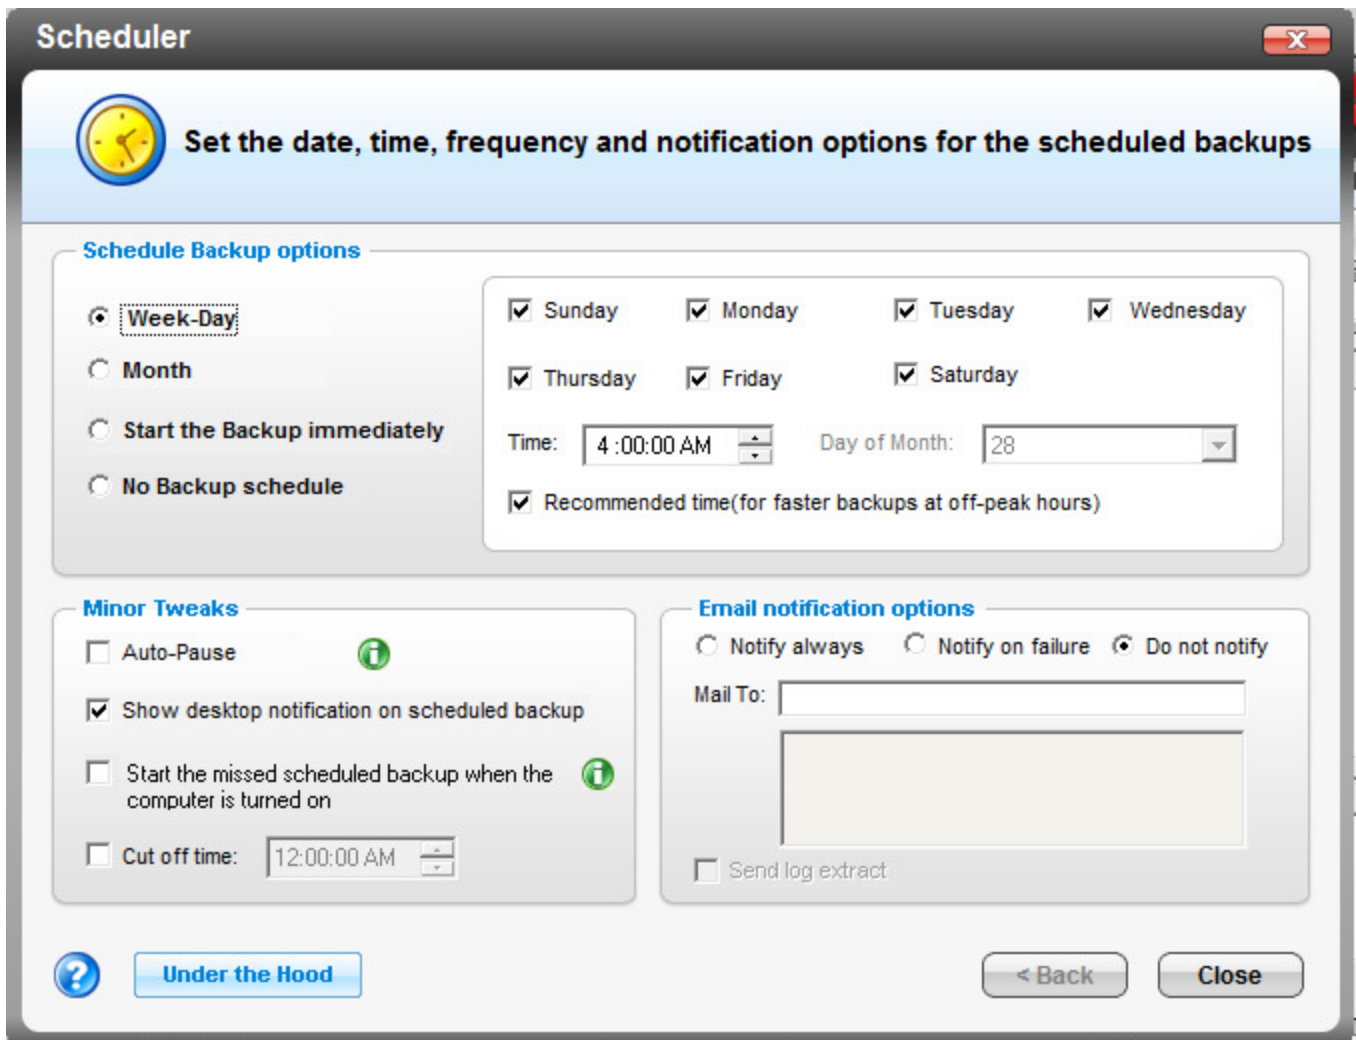 Scheduler
X
Set the date, time, frequency and notification options for the scheduled backups
Schedule Backup options
Week-Day
Month
Start the Backup immediately
No Backup schedule
Sunday Monday Tuesday Wednesday
Thursday Friday Saturday
Time: 4 :00:00 AM Day of Month: 28
Recommended time(for faster backups at off-peak hours)
Minor Tweaks
Auto-Pause
Show desktop notification on scheduled backup
Start the missed scheduled backup when the
computer is turned on
Cut off time: 12:00:00 AM
Email notification options
Notify always Notify on failure Do not notify
Mail To:
Send log extract
? Under the Hood < Back Close